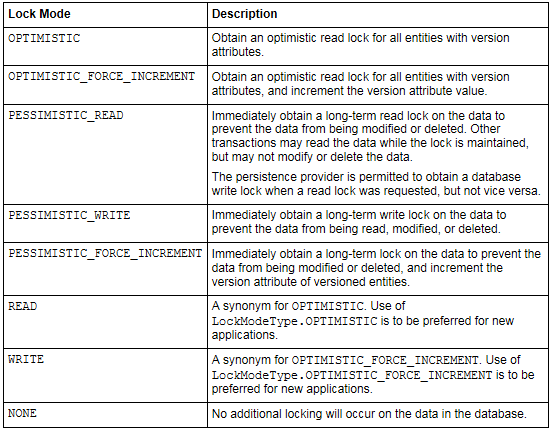 Lock Mode Description
OPTIMISTIC Obtain an optimistic read lock for all entities with version
attributes.
OPTIMISTIC_FORCE_INCREMENT Obtain an optimistic read lock for all entities with version
attributes, and increment the version attribute value.
PESSIMISTIC_READ Immediately obtain a long-term read lock on the data to
prevent the data from being modified or deleted. Other
transactions may read the data while the lock is maintained,
but may not modify or delete the data.
The persistence provider is permitted to obtain a database
write lock when a read lock was requested, but not vice versa.
PESSIMISTIC_WRITE Immediately obtain a long-term write lock on the data to
prevent the data from being read, modified, or deleted.
PESSIMISTIC_FORCE_INCREMENT Immediately obtain a long-term lock on the data to prevent the
data from being modified or deleted, and increment the
version attribute of versioned entities.
READ A synonym for OPTIMISTIC. Use of
LockModeType.OPTIMISTIC is to be preferred for new
applications.
WRITE A synonym for OPTIMISTIC_FORCE_INCREMENT. Use of
LockModeType.OPTIMISTIC_FORCE_INCREMENT is to be
preferred for new applications.
NONE No additional locking will occur on the data in the database.